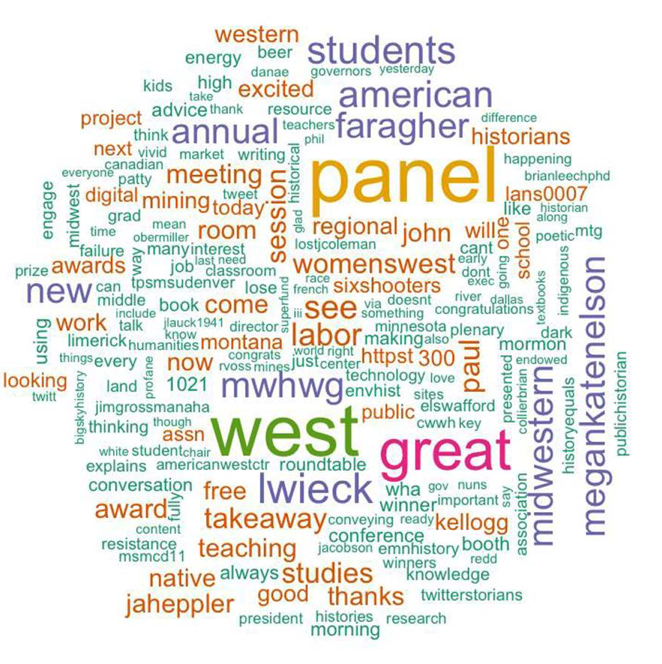 western
energy beer students
danae governors yesterday
kids high excited american
take
project advice thank resource difference
think annual teachers faragher historians
phil
next vivid market writing panel happening
canadian
everyone patty meeting brianleechphd
digital mining tweet historical lans0007
engage midwest grad today session glad like historian
time mean room regional john will one school along
obermiller lostjcoleman poetic mtg
failure way many interest womenswest cant early going
prize awards job last need classroom race dont exec textbooks indigenous
new can tpsmsudenver lose french sixshooters river dallas
middle book come superfund iii see via doesnt something congratulations
include
using work talk jlauck1941 director labor minnesota plenary dark
limerick humanities know montana making also mormon
things every now congrats world right httpst 300 paul endowed
rvoss mines just center
looking land 1021 mwhwg technology love presented
twitt profane envhist sites collierbrian megankatenelson
bigskyhistory jimgrossmanaha public elswafford midwestern historyequals publichistorian
thinking though west cwwh key
assn great
white student chair
explains americanwestctr roundtable
conversation fully free lwieck wha gov nuns
award winner important say
content takeaway conveying ready kellogg association
resistance conference
msmcd11 teaching jacobson emnhistory booth
winners redd
native always studies knowledge
jaheppler good thanks twitterstorians
president histories research
morning